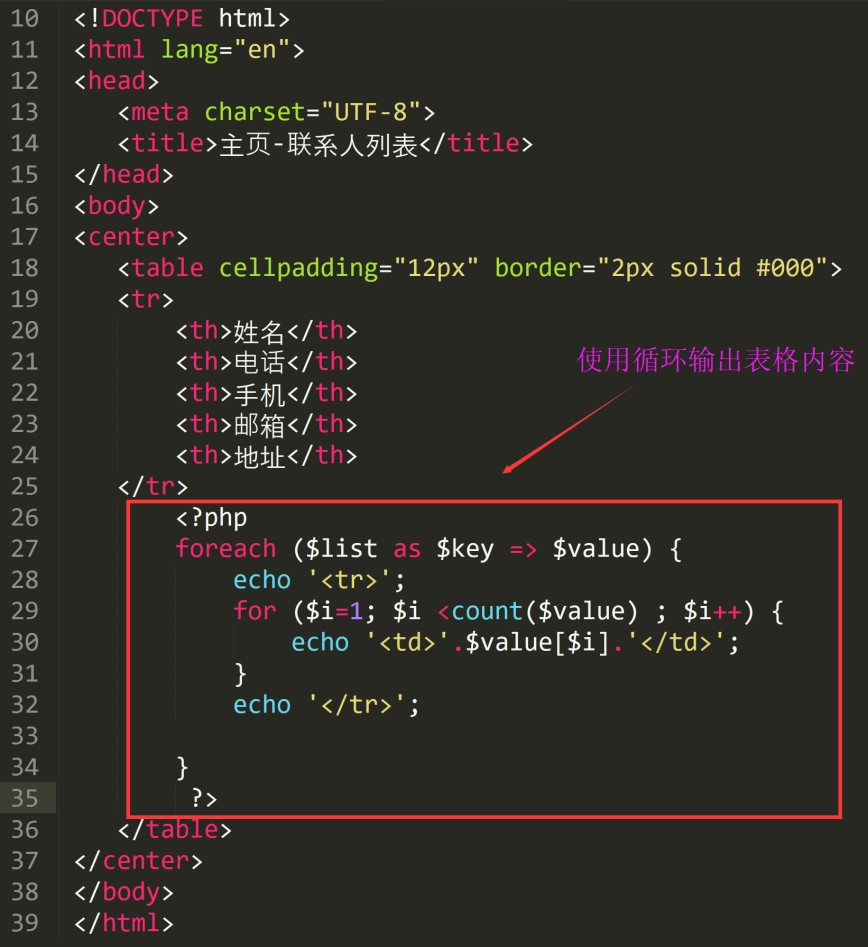 10 <!DOCTYPE html>
11 <html lang="en">
12 <head>
13    <meta charset="UTF-8">
14    <title>主页-联系人列表</title>
15 </head>
16 <body>
17 <center>
18    <table cellpadding="12px" border="2px solid #000">
19    <tr>
20        <th>姓名</th>
21        <th>电话</th>
使用循环输出表格内容
22        <th>手机</th>
23        <th>邮箱</th>
24        <th>地址</th>
25    </tr>
26        <?php
27        foreach ($list as $key => $value) {
28            echo '<tr>';
29            for ($i=1; $i <count($value) ; $i++) {
30                echo '<td>'.$value[$i].'</td>';
31            }
32            echo '</tr>';
33
34        }
35         ?>
36    </table>
37 </center>
38 </body>
39 </html>